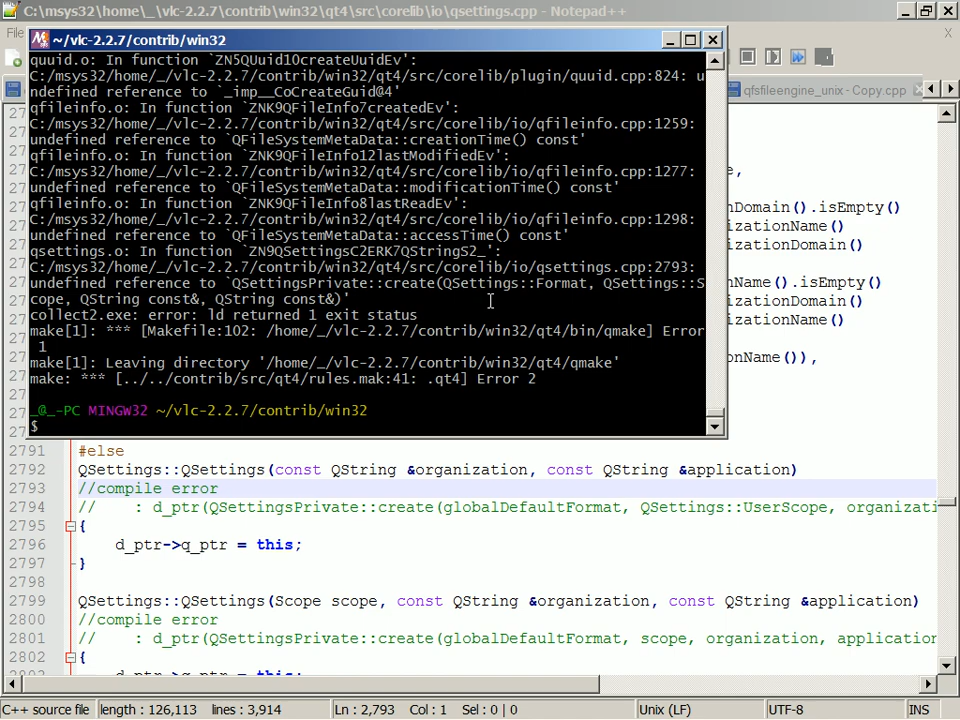 C:\msys32\home\_\vlc-2.2.7\contrib\win32\qt4\src\corelib\io\qsettings.cpp - Notepad++
File
~/vlc-2.2.7/contrib/win32
quuid.o: In function `ZN5QUuid10createUuidEv':
C:/msys32/home/_/vlc-2.2.7/contrib/win32/qt4/src/corelib/plugin/quuid.cpp:824: u
ndefined reference to `_imp__CoCreateGuid@4'
qfileinfo.o: In function `ZNK9QFileInfo7createdEv':
C:/msys32/home/_/vlc-2.2.7/contrib/win32/qt4/src/corelib/io/qfileinfo.cpp:1259:
undefined reference to `QFileSystemMetaData::creationTime() const'
qfileinfo.o: In function `ZNK9QFileInfo12lastModifiedEv':
C:/msys32/home/_/vlc-2.2.7/contrib/win32/qt4/src/corelib/io/qfileinfo.cpp:1277:
undefined reference to `QFileSystemMetaData::modificationTime() const'
qfileinfo.o: In function `ZNK9QFileInfo8lastReadEv':
C:/msys32/home/_/vlc-2.2.7/contrib/win32/qt4/src/corelib/io/qfileinfo.cpp:1298:
undefined reference to `QFileSystemMetaData::accessTime() const'
qsettings.o: In function `ZN9QSettingsC2ERK7QStringS2_':
C:/msys32/home/_/vlc-2.2.7/contrib/win32/qt4/src/corelib/io/qsettings.cpp:2793:
undefined reference to `QSettingsPrivate::create(QSettings::Format, QSettings::S
cope, QString const&, QString const&)'
collect2.exe: error: ld returned 1 exit status
make[1]: *** [Makefile:102: /home/_/vlc-2.2.7/contrib/win32/qt4/bin/qmake] Error
1
make[1]: Leaving directory '/home/_/vlc-2.2.7/contrib/win32/qt4/qmake'
make: *** [../../contrib/src/qt4/rules.mak:41: .qt4] Error 2
_@_-PC MINGW32 ~/vlc-2.2.7/contrib/win32
$
qfsfileengine_unix - Copy.cpp
nDomain().isEmpty()
izationName()
izationDomain()
nName().isEmpty()
izationDomain()
izationName()
onName()),
2791 #else
2792 QSettings::QSettings(const QString &organization, const QString &application)
2793 //compile error
2794 // : d_ptr(QSettingsPrivate::create(globalDefaultFormat, QSettings::UserScope, organizati
2795 {
2796 d_ptr->q_ptr = this;
2797 }
2798
2799 QSettings::QSettings(Scope scope, const QString &organization, const QString &application)
2800 //compile error
2801 // : d_ptr(QSettingsPrivate::create(globalDefaultFormat, scope, organization, application
2802 {
C++ source file length : 126,113 lines : 3,914 Ln : 2,793 Col : 1 Sel : 0 | 0 Unix (LF) UTF-8 INS